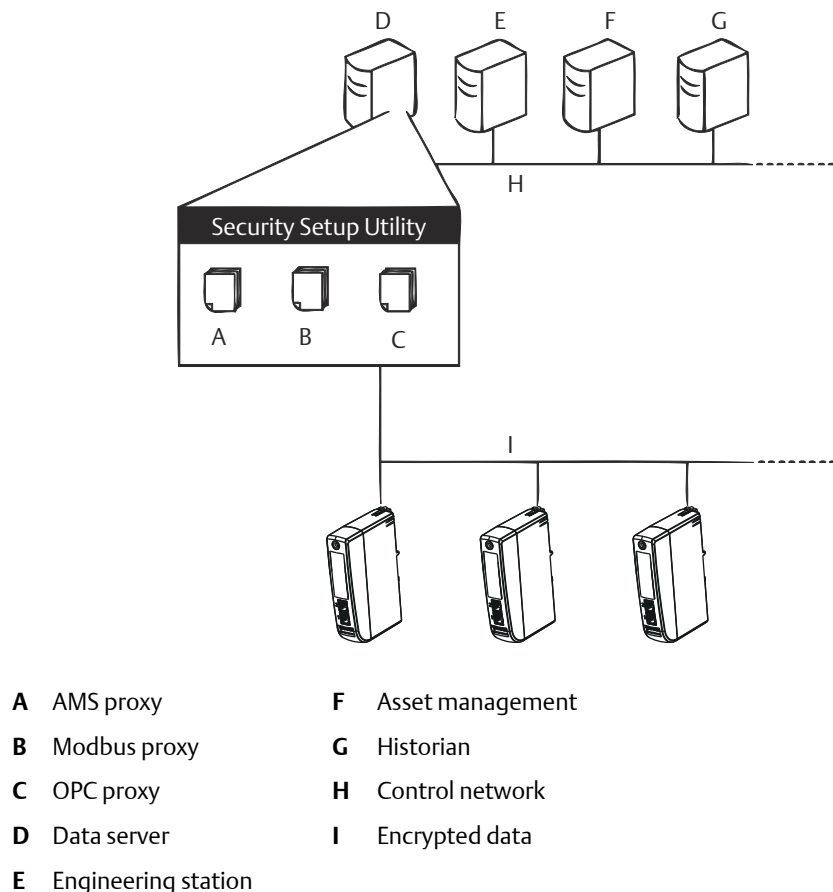 D E F G
H
Security Setup Utility
A B C
I
A AMS proxy
B Modbus proxy
C OPC proxy
D Data server
E Engineering station
F Asset management
G Historian
H Control network
I Encrypted data